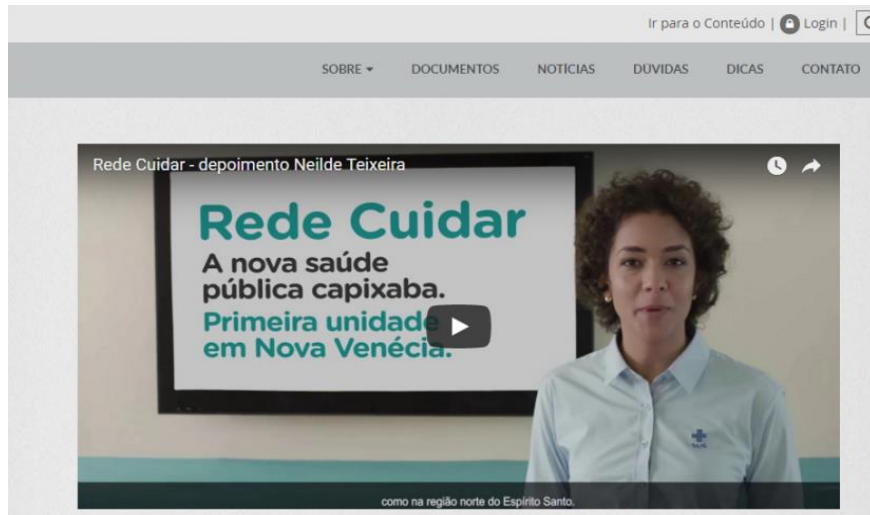 Ir para o Conteúdo | Login |
SOBRE DOCUMENTOS NOTÍCIAS DÚVIDAS DICAS CONTATO
Rede Cuidar - depoimento Neilde Teixeira
Rede Cuidar
A nova saúde
pública capixaba.
Primeira unidade
em Nova Venécia.
SUS
como na região norte do Espírito Santo.